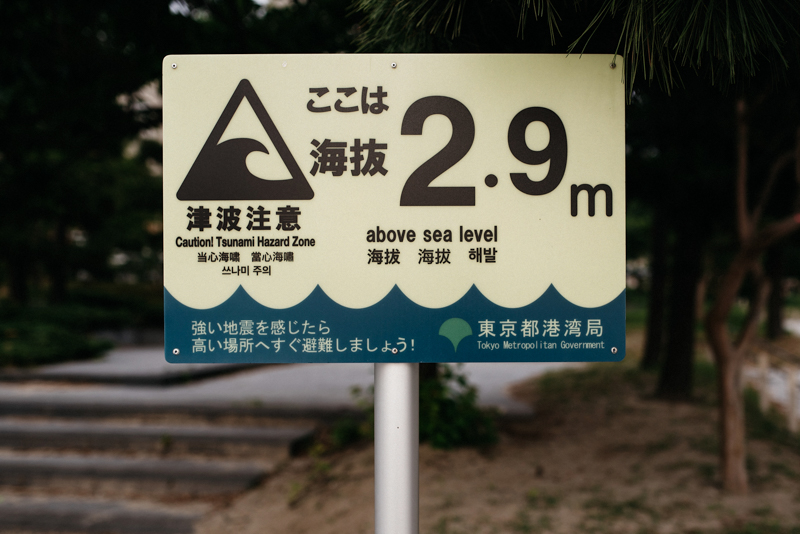 ここは
海抜
2.9m
津波注意
Caution! Tsunami Hazard Zone
当心海啸 當心海嘯
쓰나미 주의
above sea level
海拔 海拔 해발
強い地震を感じたら
高い場所へすぐ避難しましょう!
東京都港湾局
Tokyo Metropolitan Government